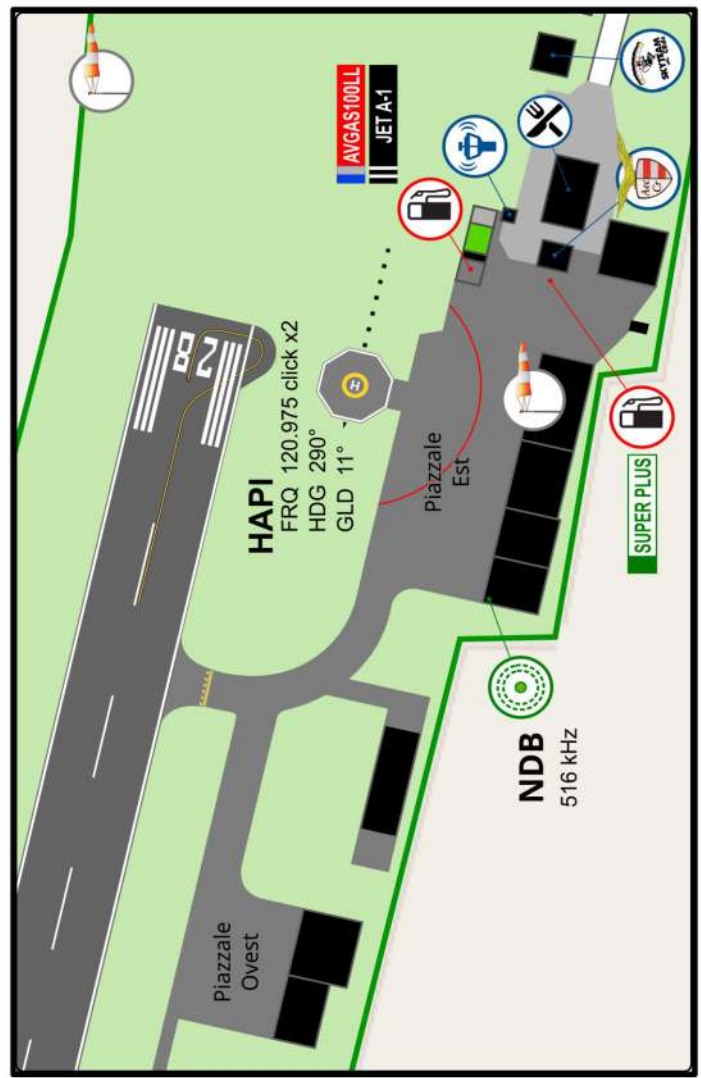 AVGAS100LL
JET A-1
28
HAPI
FRQ 120.975 click x2
HDG 290°
GLD 11°
Piazzale
Est
Piazzale
Ovest
NDB
516 kHz
SUPER PLUS
SKYTEAM
H